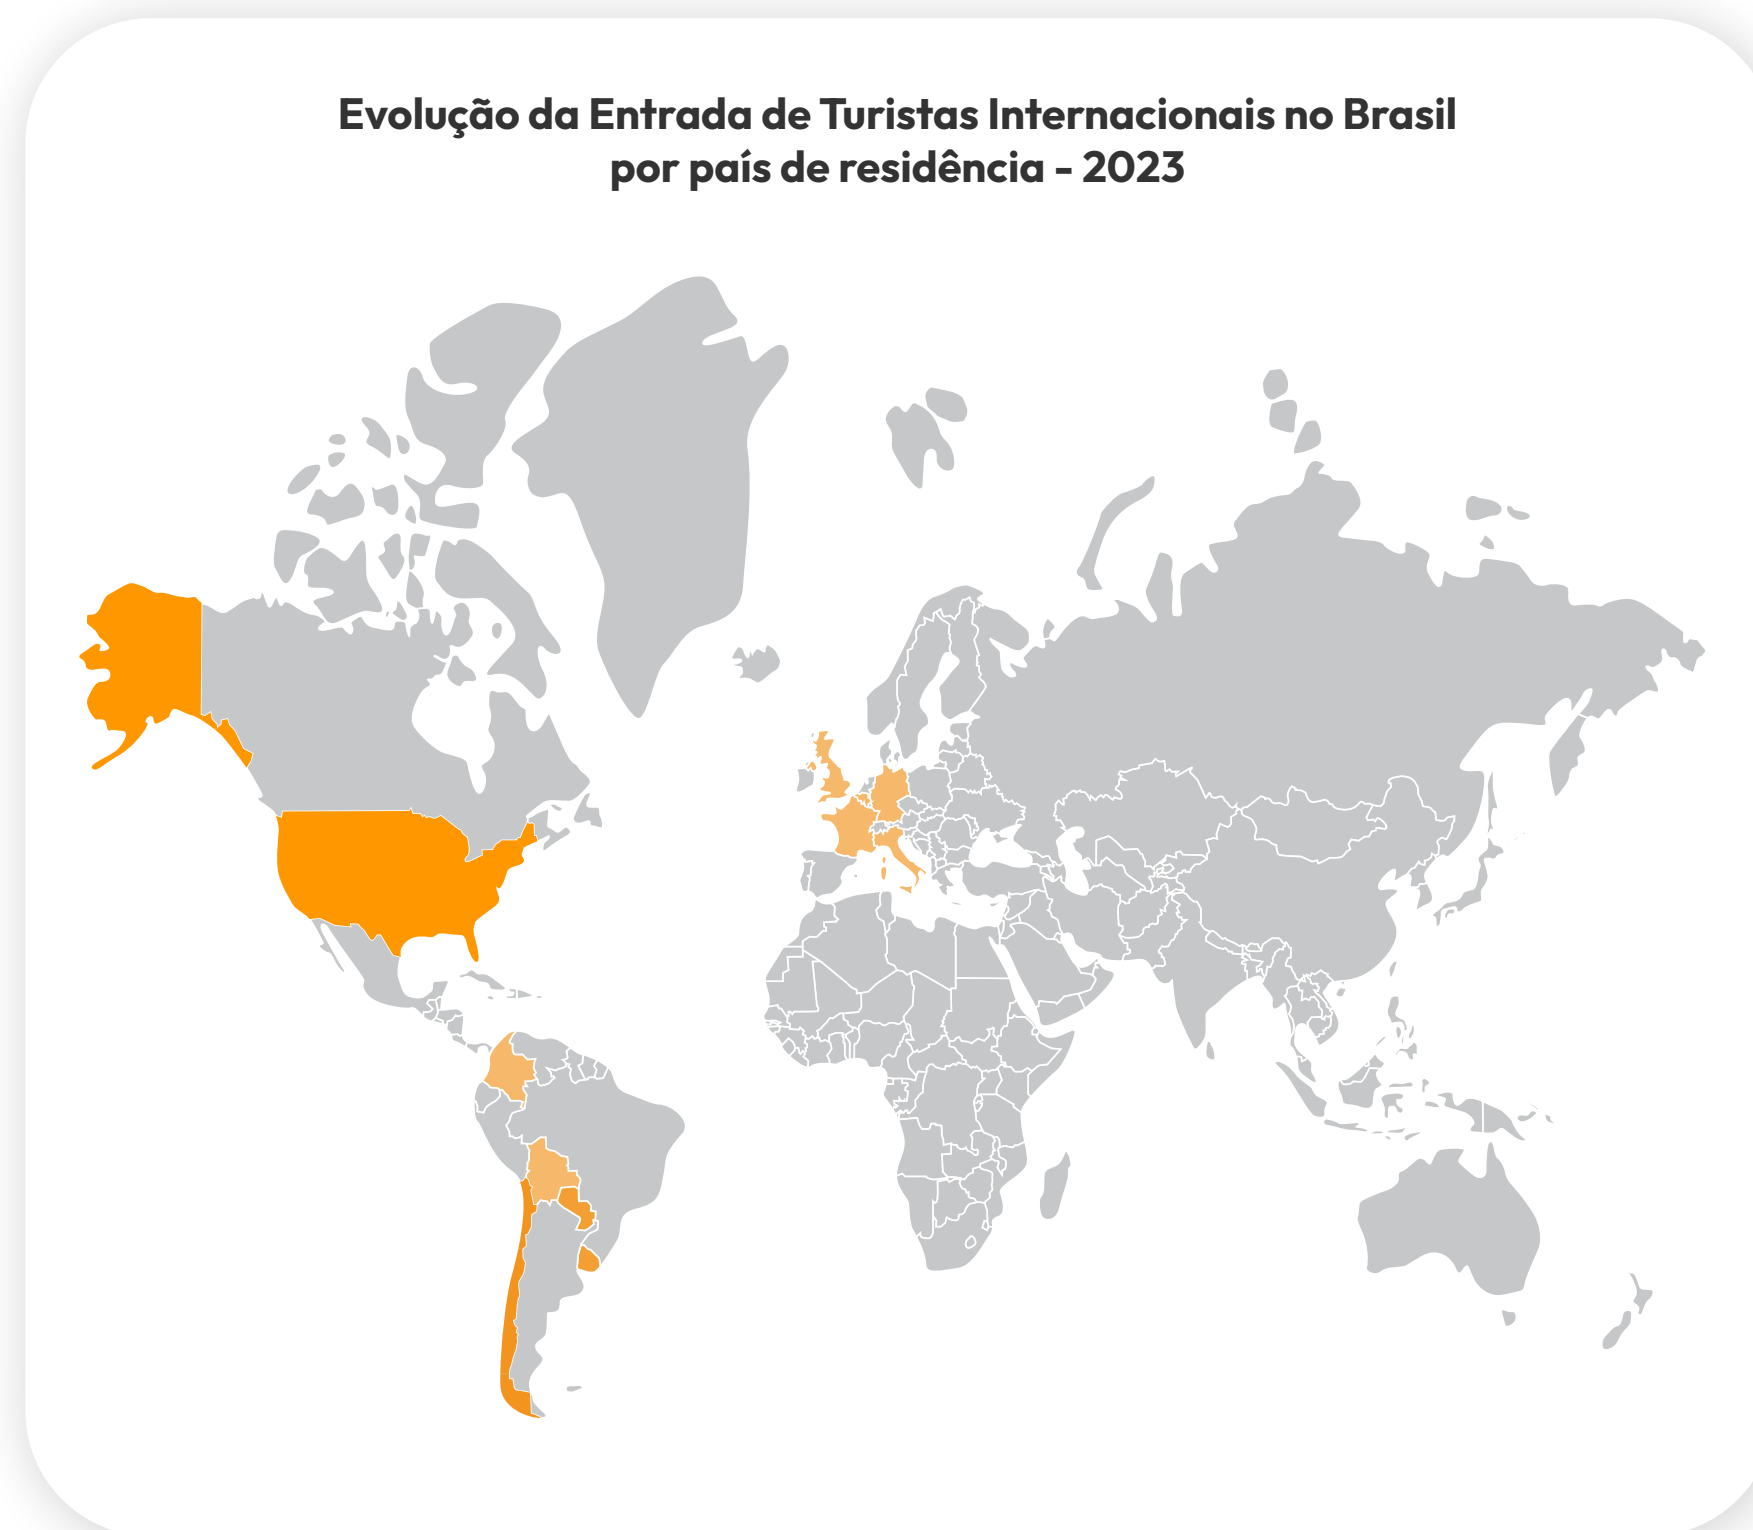 Evolução da Entrada de Turistas Internacionais no Brasil
por país de residência - 2023